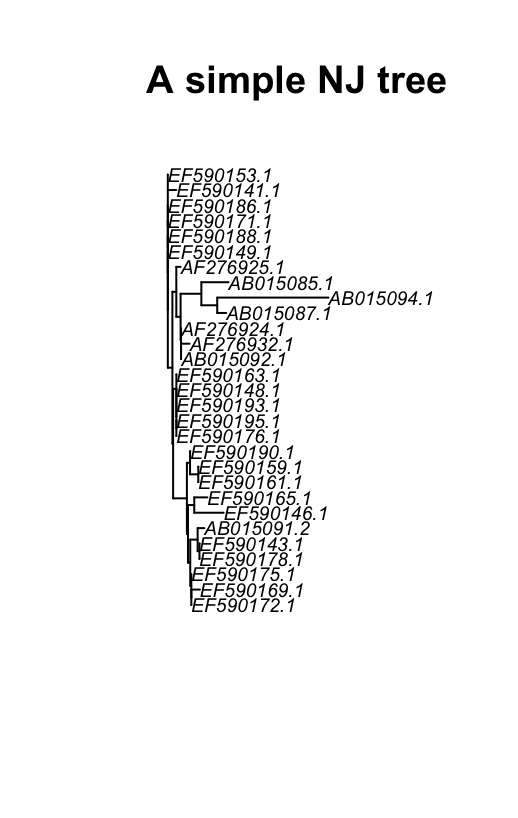 A simple NJ tree
EF590153.1
EF590141.1
EF590186.1
EF590171.1
EF590188.1
EF590149.1
AF276925.1
AB015085.1
AB015094.1
AB015087.1
AF276924.1
AF276932.1
AB015092.1
EF590163.1
EF590148.1
EF590193.1
EF590195.1
EF590176.1
EF590190.1
EF590159.1
EF590161.1
EF590165.1
EF590146.1
AB015091.2
EF590143.1
EF590178.1
EF590175.1
EF590169.1
EF590172.1